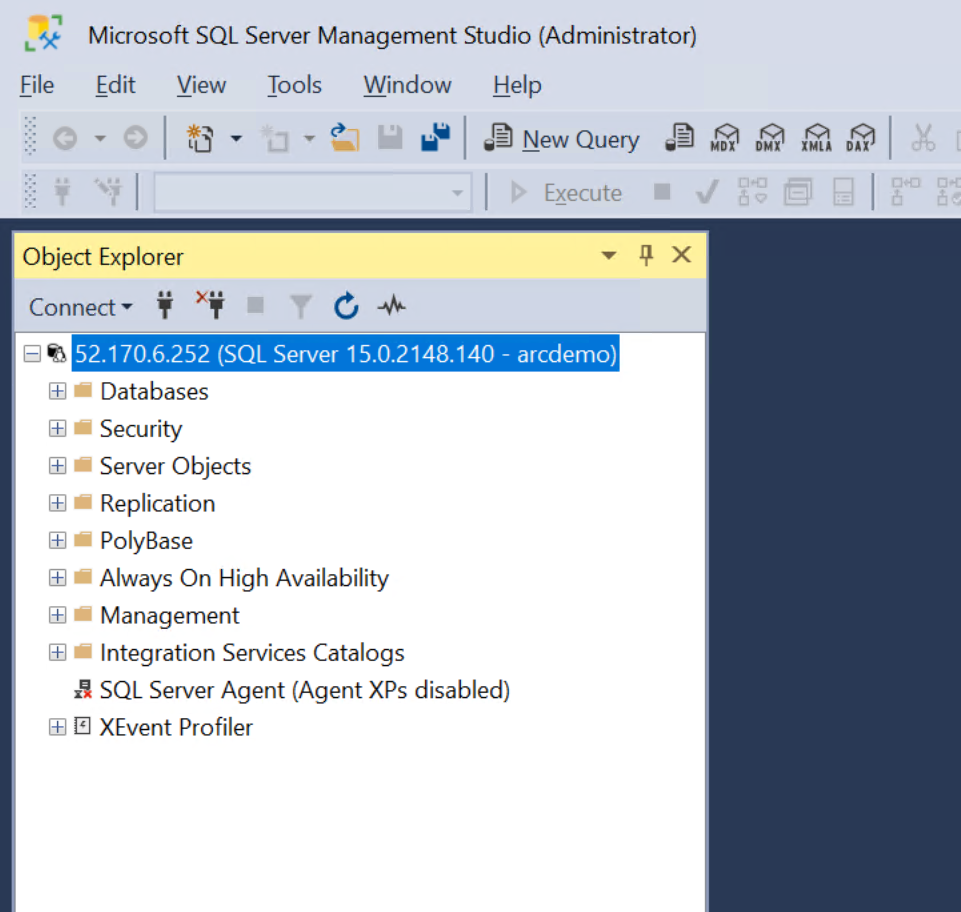 Microsoft SQL Server Management Studio (Administrator)
File Edit View Tools Window Help
New Query MDX DMX XMLA DAX
Execute
Object Explorer
Connect
52.170.6.252 (SQL Server 15.0.2148.140 - arcdemo)
Databases
Security
Server Objects
Replication
PolyBase
Always On High Availability
Management
Integration Services Catalogs
SQL Server Agent (Agent XPs disabled)
XEvent Profiler